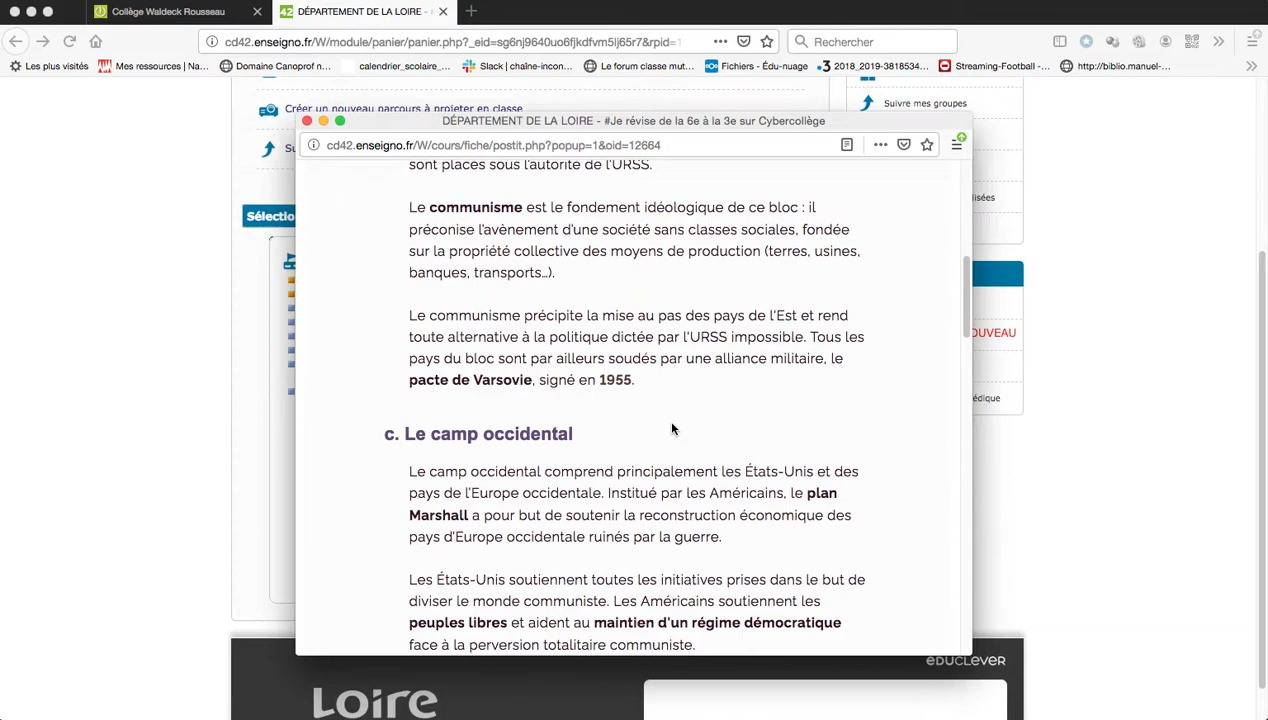 Collège Waldeck Rousseau
42 DÉPARTEMENT DE LA LOIRE -
cd42.enseigno.fr/W/module/panier/panier.php?_eid=sg6nj9640uo6fjkdfvm5lj65r7&rpid=1
Rechercher
Les plus visités
Mes ressources | Na...
Domaine Canoprof n...
calendrier_scolaire_...
Slack | chaîne-incon...
Le forum classe mut...
Fichiers - Édu-nuage
3 2018_2019-3818534...
Streaming-Football-...
http://biblio.manuel-...
Créer un nouveau parcours à projeter en classe
Suivre mes groupes
Su
DÉPARTEMENT DE LA LOIRE - #Je révise de la 6e à la 3e sur Cybercollège
cd42.enseigno.fr/W/cours/fiche/postit.php?popup=1&oid=12664
sont placés sous l'autorité de l'URSS.
Sélectio
Le communisme est le fondement idéologique de ce bloc : il
préconise l'avènement d'une société sans classes sociales, fondée
sur la propriété collective des moyens de production (terres, usines,
banques, transports…).
Le communisme précipite la mise au pas des pays de l'Est et rend
toute alternative à la politique dictée par l'URSS impossible. Tous les
pays du bloc sont par ailleurs soudés par une alliance militaire, le
pacte de Varsovie, signé en 1955.
c. Le camp occidental
Le camp occidental comprend principalement les États-Unis et des
pays de l'Europe occidentale. Institué par les Américains, le plan
Marshall a pour but de soutenir la reconstruction économique des
pays d'Europe occidentale ruinés par la guerre.
Les États-Unis soutiennent toutes les initiatives prises dans le but de
diviser le monde communiste. Les Américains soutiennent les
peuples libres et aident au maintien d'un régime démocratique
face à la perversion totalitaire communiste.
lisées
OUVEAU
édique
EDUCLEVER
Loire